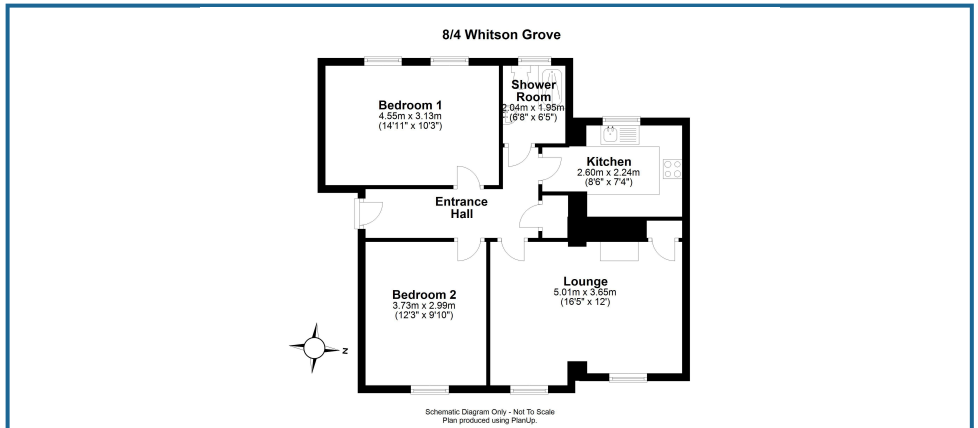 8/4 Whitson Grove
Bedroom 1
4.55m x 3.13m
(14'11" x 10'3")
Shower
Room
2.04m x 1.95m
(6'8" x 6'5")
Kitchen
2.60m x 2.24m
(8'6" x 7'4")
Entrance
Hall
Bedroom 2
3.73m x 2.99m
(12'3" x 9'10")
Lounge
5.01m x 3.65m
(16'5" x 12')
N
Schematic Diagram Only - Not To Scale
Plan produced using PlanUp.